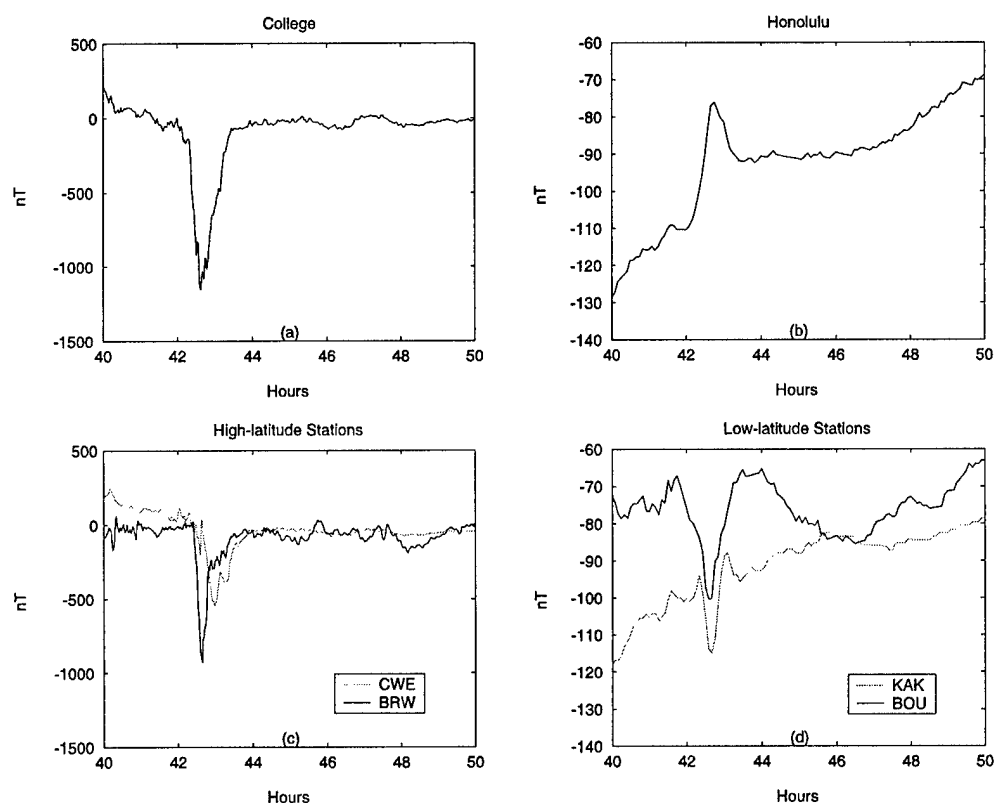 College
500
0
-500
-1000
-1500
nT
(a)
40 42 44 46 48 50
Hours
Honolulu
-60
-70
-80
-90
-100
-110
-120
-130
-140
nT
(b)
40 42 44 46 48 50
Hours
High-latitude Stations
500
0
-500
-1000
-1500
nT
CWE
BRW
(c)
40 42 44 46 48 50
Hours
Low-latitude Stations
-60
-70
-80
-90
-100
-110
-120
-130
-140
nT
KAK
BOU
(d)
40 42 44 46 48 50
Hours